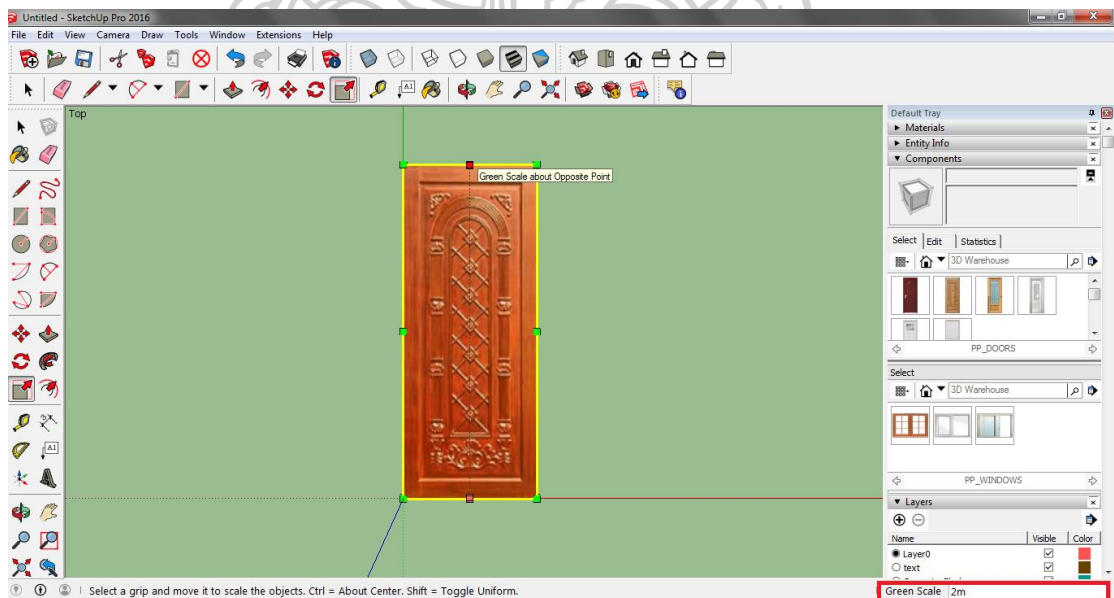 Untitled - SketchUp Pro 2016
File Edit View Camera Draw Tools Window Extensions Help
A1
Top
Default Tray
Materials
Entity Info
Components
Green Scale about Opposite Point
Select Edit Statistics
3D Warehouse
PP_DOORS
Select
3D Warehouse
A1
PP_WINDOWS
Layers
Name Visible Color
Layer0
text
Select a grip and move it to scale the objects. Ctrl = About Center. Shift = Toggle Uniform.
Green Scale 2m